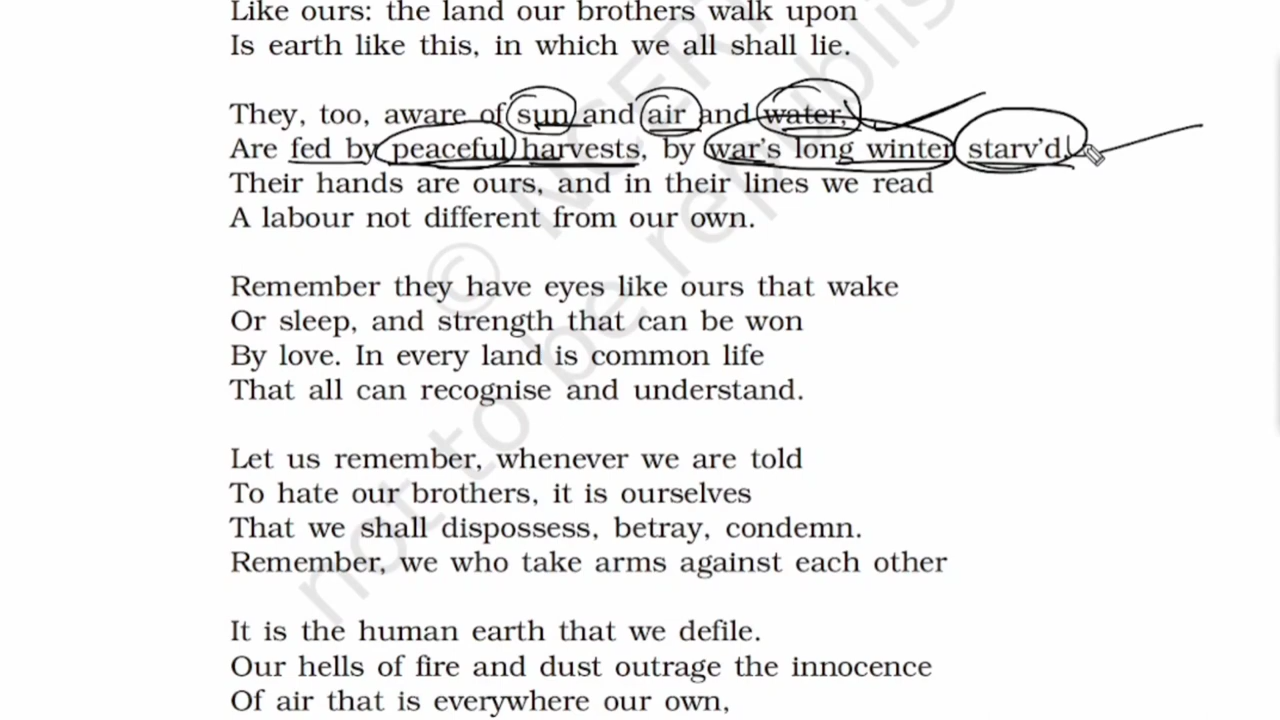 Like ours: the land our brothers walk upon
Is earth like this, in which we all shall lie.
They, too, aware of sun and air and water,
Are fed by peaceful harvests, by war's long winter starv'd.
Their hands are ours, and in their lines we read
A labour not different from our own.
Remember they have eyes like ours that wake
Or sleep, and strength that can be won
By love. In every land is common life
That all can recognise and understand.
Let us remember, whenever we are told
To hate our brothers, it is ourselves
That we shall dispossess, betray, condemn.
Remember, we who take arms against each other
It is the human earth that we defile.
Our hells of fire and dust outrage the innocence
Of air that is everywhere our own,
© NCERT
not to be republis